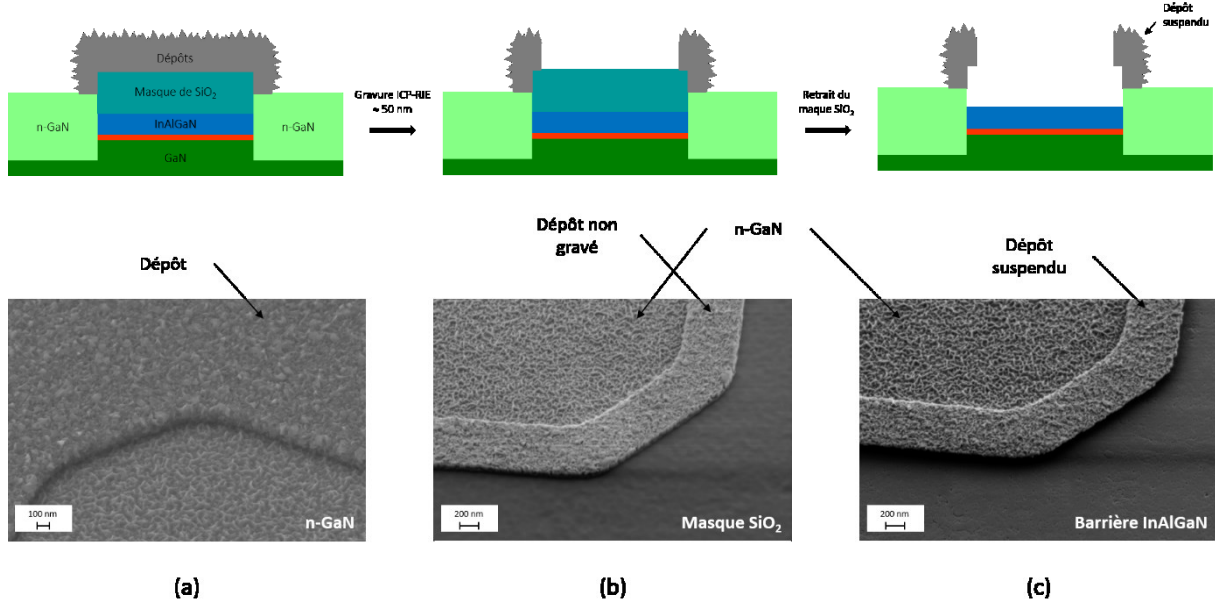 Dépôt
suspendu
Dépôts
Masque de SiO₂
Gravure ICP-RIE
≈ 50 nm
Retrait du
maque SiO₂
n-GaN
InAlGaN
n-GaN
GaN
Dépôt non
gravé
n-GaN
Dépôt
suspendu
Dépôt
100 nm
n-GaN
200 nm
Masque SiO₂
200 nm
Barrière InAlGaN
(a)
(b)
(c)